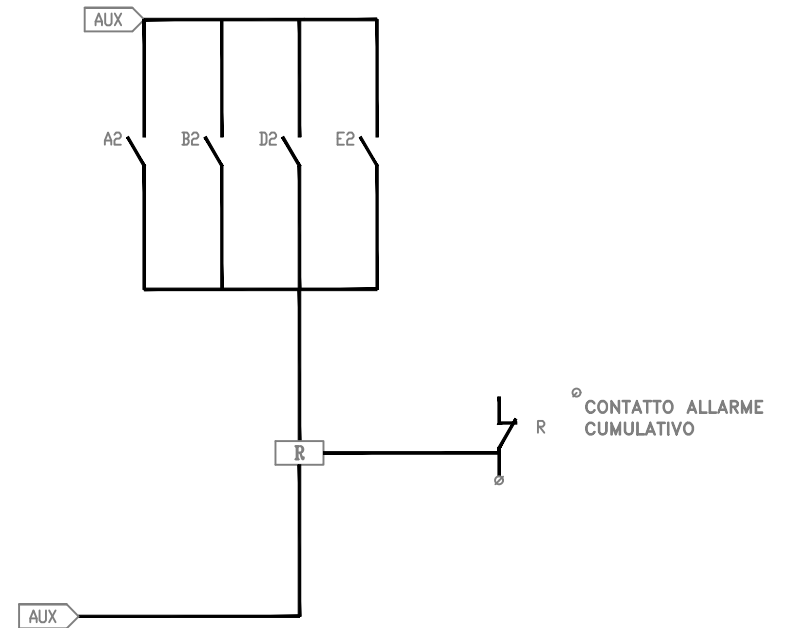 AUX
A2 B2 D2 E2
CONTATTO ALLARME
R CUMULATIVO
R
AUX